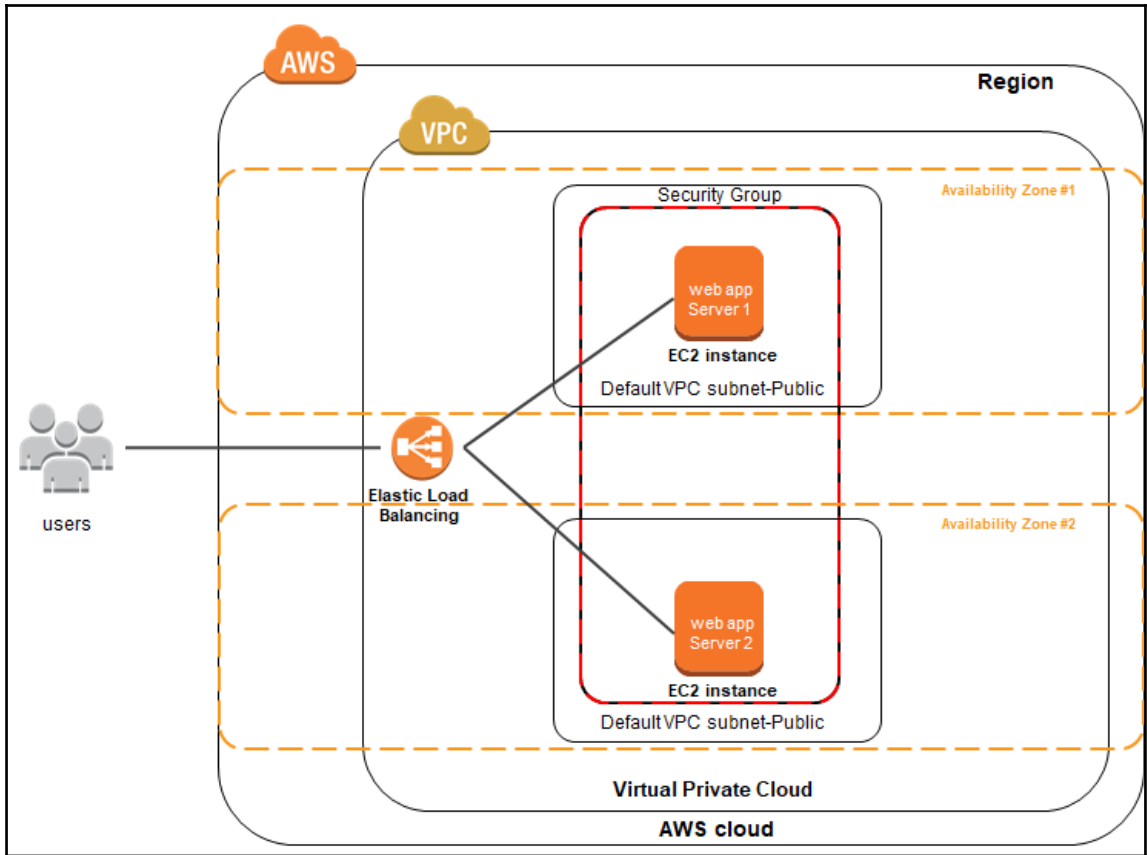 AWS
Region
VPC
Availability Zone #1
Security Group
web app
Server 1
EC2 instance
Default VPC subnet-Public
users
Elastic Load
Balancing
Availability Zone #2
web app
Server 2
EC2 instance
Default VPC subnet-Public
Virtual Private Cloud
AWS cloud